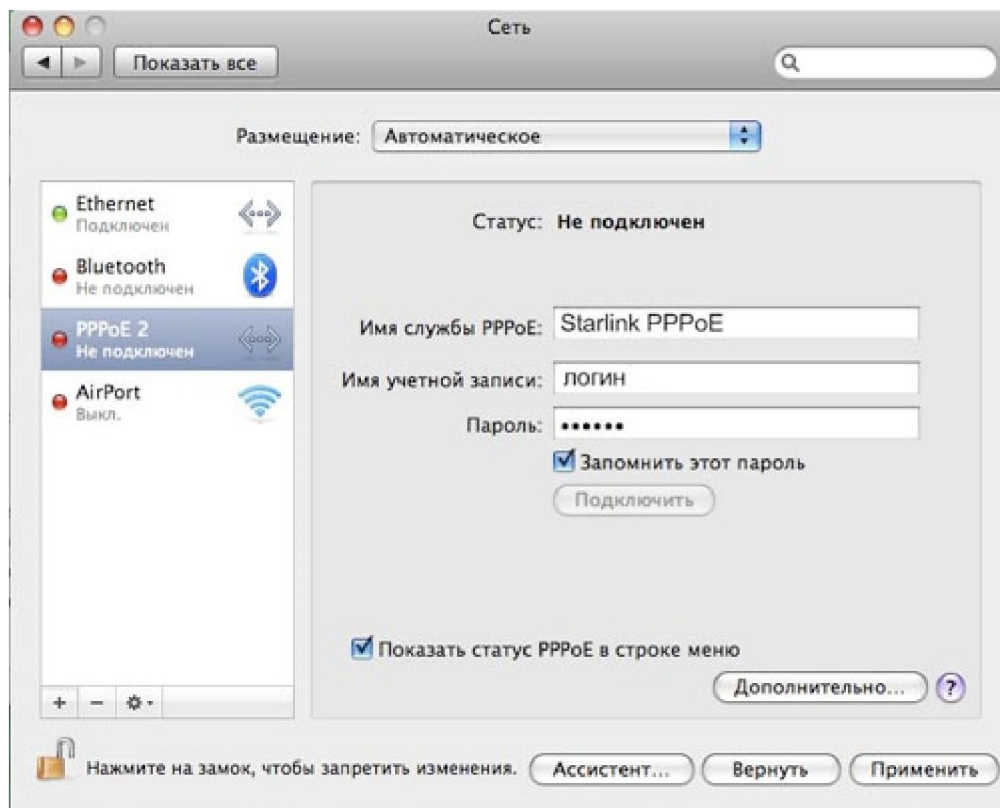 Сеть
Показать все
Размещение: Автоматическое
Ethernet
Подключен
Bluetooth
Не подключен
PPPoE 2
Не подключен
AirPort
Выкл.
Статус: Не подключен
Имя службы PPPoE: Starlink PPPoE
Имя учетной записи: логин
Пароль: ••••••
Запомнить этот пароль
Подключить
Показать статус PPPoE в строке меню
Дополнительно... ?
Нажмите на замок, чтобы запретить изменения. Ассистент... Вернуть Применить